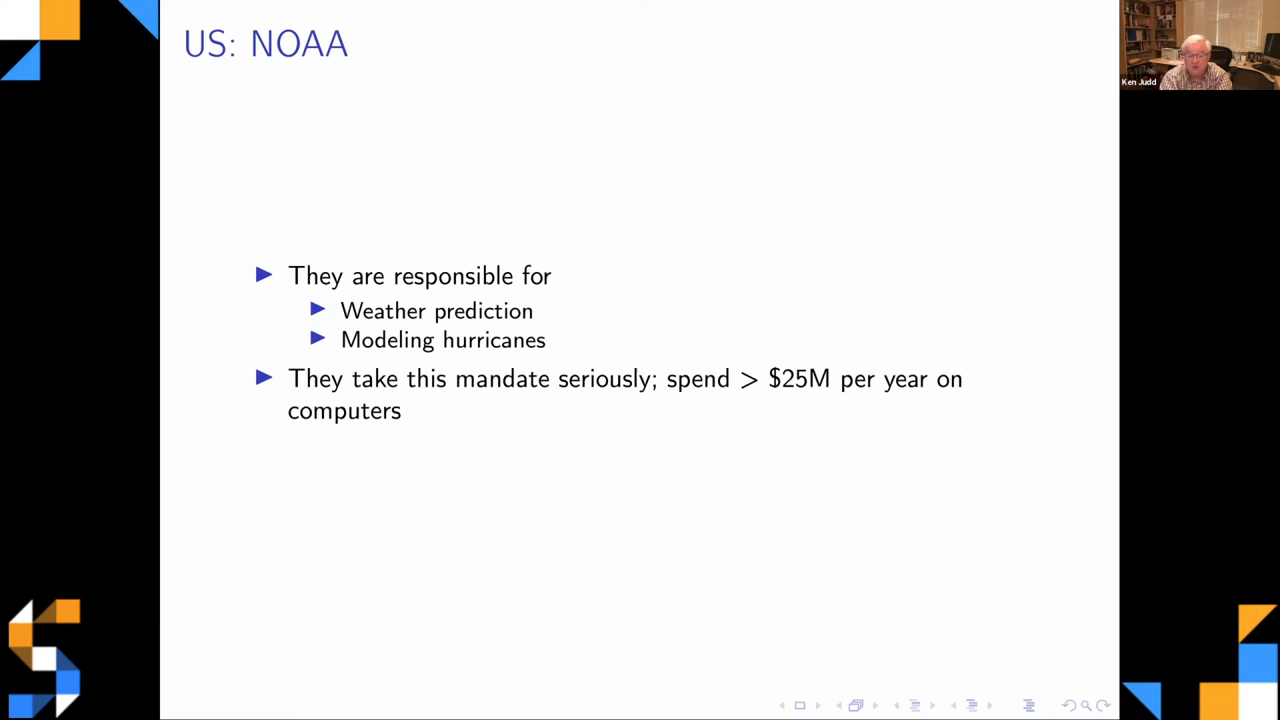 US: NOAA
Ken Judd
They are responsible for
Weather prediction
Modeling hurricanes
They take this mandate seriously; spend > $25M per year on
computers